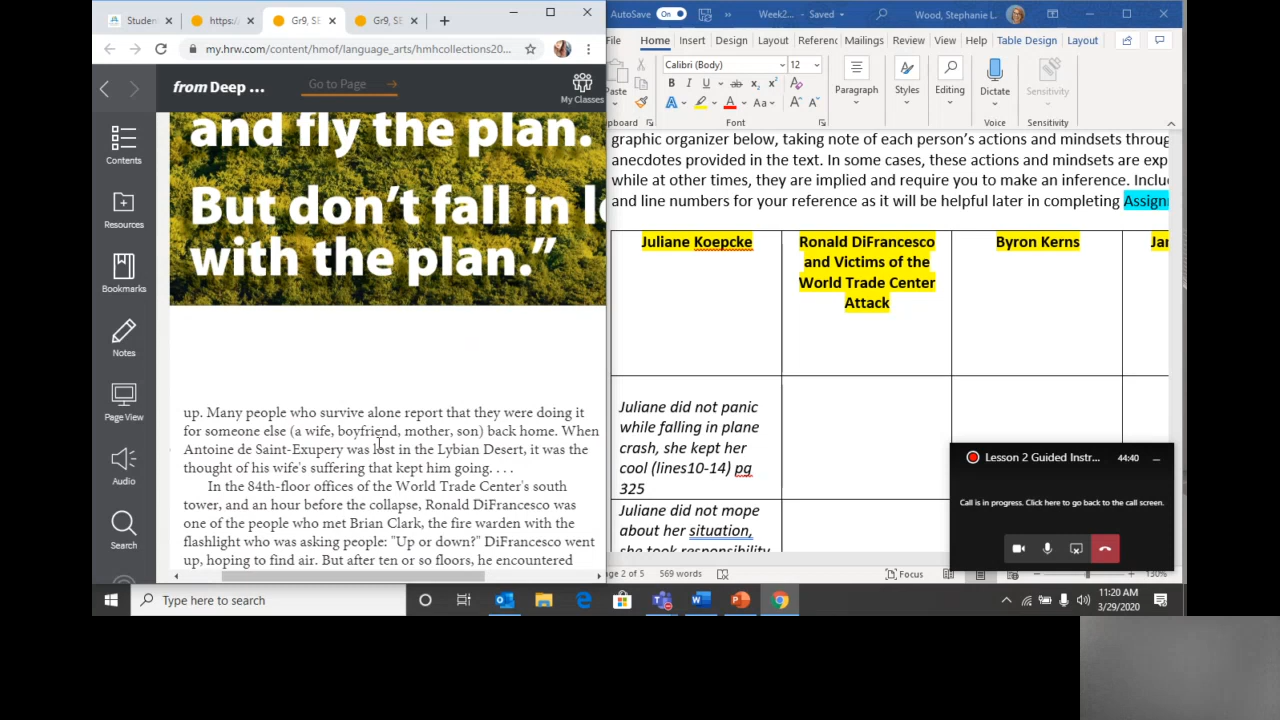 Studen
https:/
Gr9, SE
Gr9, SE
my.hrw.com/content/hmof/language_arts/hmhcollections20...
from Deep ...
Go to Page
My Classes
Contents
Resources
Bookmarks
Notes
Page View
Audio
Search
and fly the plan.
But don't fall in l
with the plan."
up. Many people who survive alone report that they were doing it
for someone else (a wife, boyfriend, mother, son) back home. When
Antoine de Saint-Exupery was lost in the Lybian Desert, it was the
thought of his wife's suffering that kept him going. . . .
In the 84th-floor offices of the World Trade Center's south
tower, and an hour before the collapse, Ronald DiFrancesco was
one of the people who met Brian Clark, the fire warden with the
flashlight who was asking people: "Up or down?" DiFrancesco went
up, hoping to find air. But after ten or so floors, he encountered
AutoSave On
Week2... - Saved
Wood, Stephanie L.
File Home Insert Design Layout Referenc Mailings Review View Help Table Design Layout
Paste
Calibri (Body) 12
B I U ab x₂ x²
A A Aa A A
Font
Paragraph
Styles
Editing
Dictate
Sensitivity
Voice
Sensitivity
graphic organizer below, taking note of each person's actions and mindsets throug
anecdotes provided in the text. In some cases, these actions and mindsets are exp
while at other times, they are implied and require you to make an inference. Inclu
and line numbers for your reference as it will be helpful later in completing Assign
Juliane Koepcke
Ronald DiFrancesco
and Victims of the
World Trade Center
Attack
Byron Kerns
Jar
Juliane did not panic
while falling in plane
crash, she kept her
cool (lines10-14) pg
325
Juliane did not mope
about her situation,
she took responsibility
Lesson 2 Guided Instr...
44:40
Call is in progress. Click here to go back to the call screen.
age 2 of 5
569 words
Focus
130%
Type here to search
11:20 AM
3/29/2020